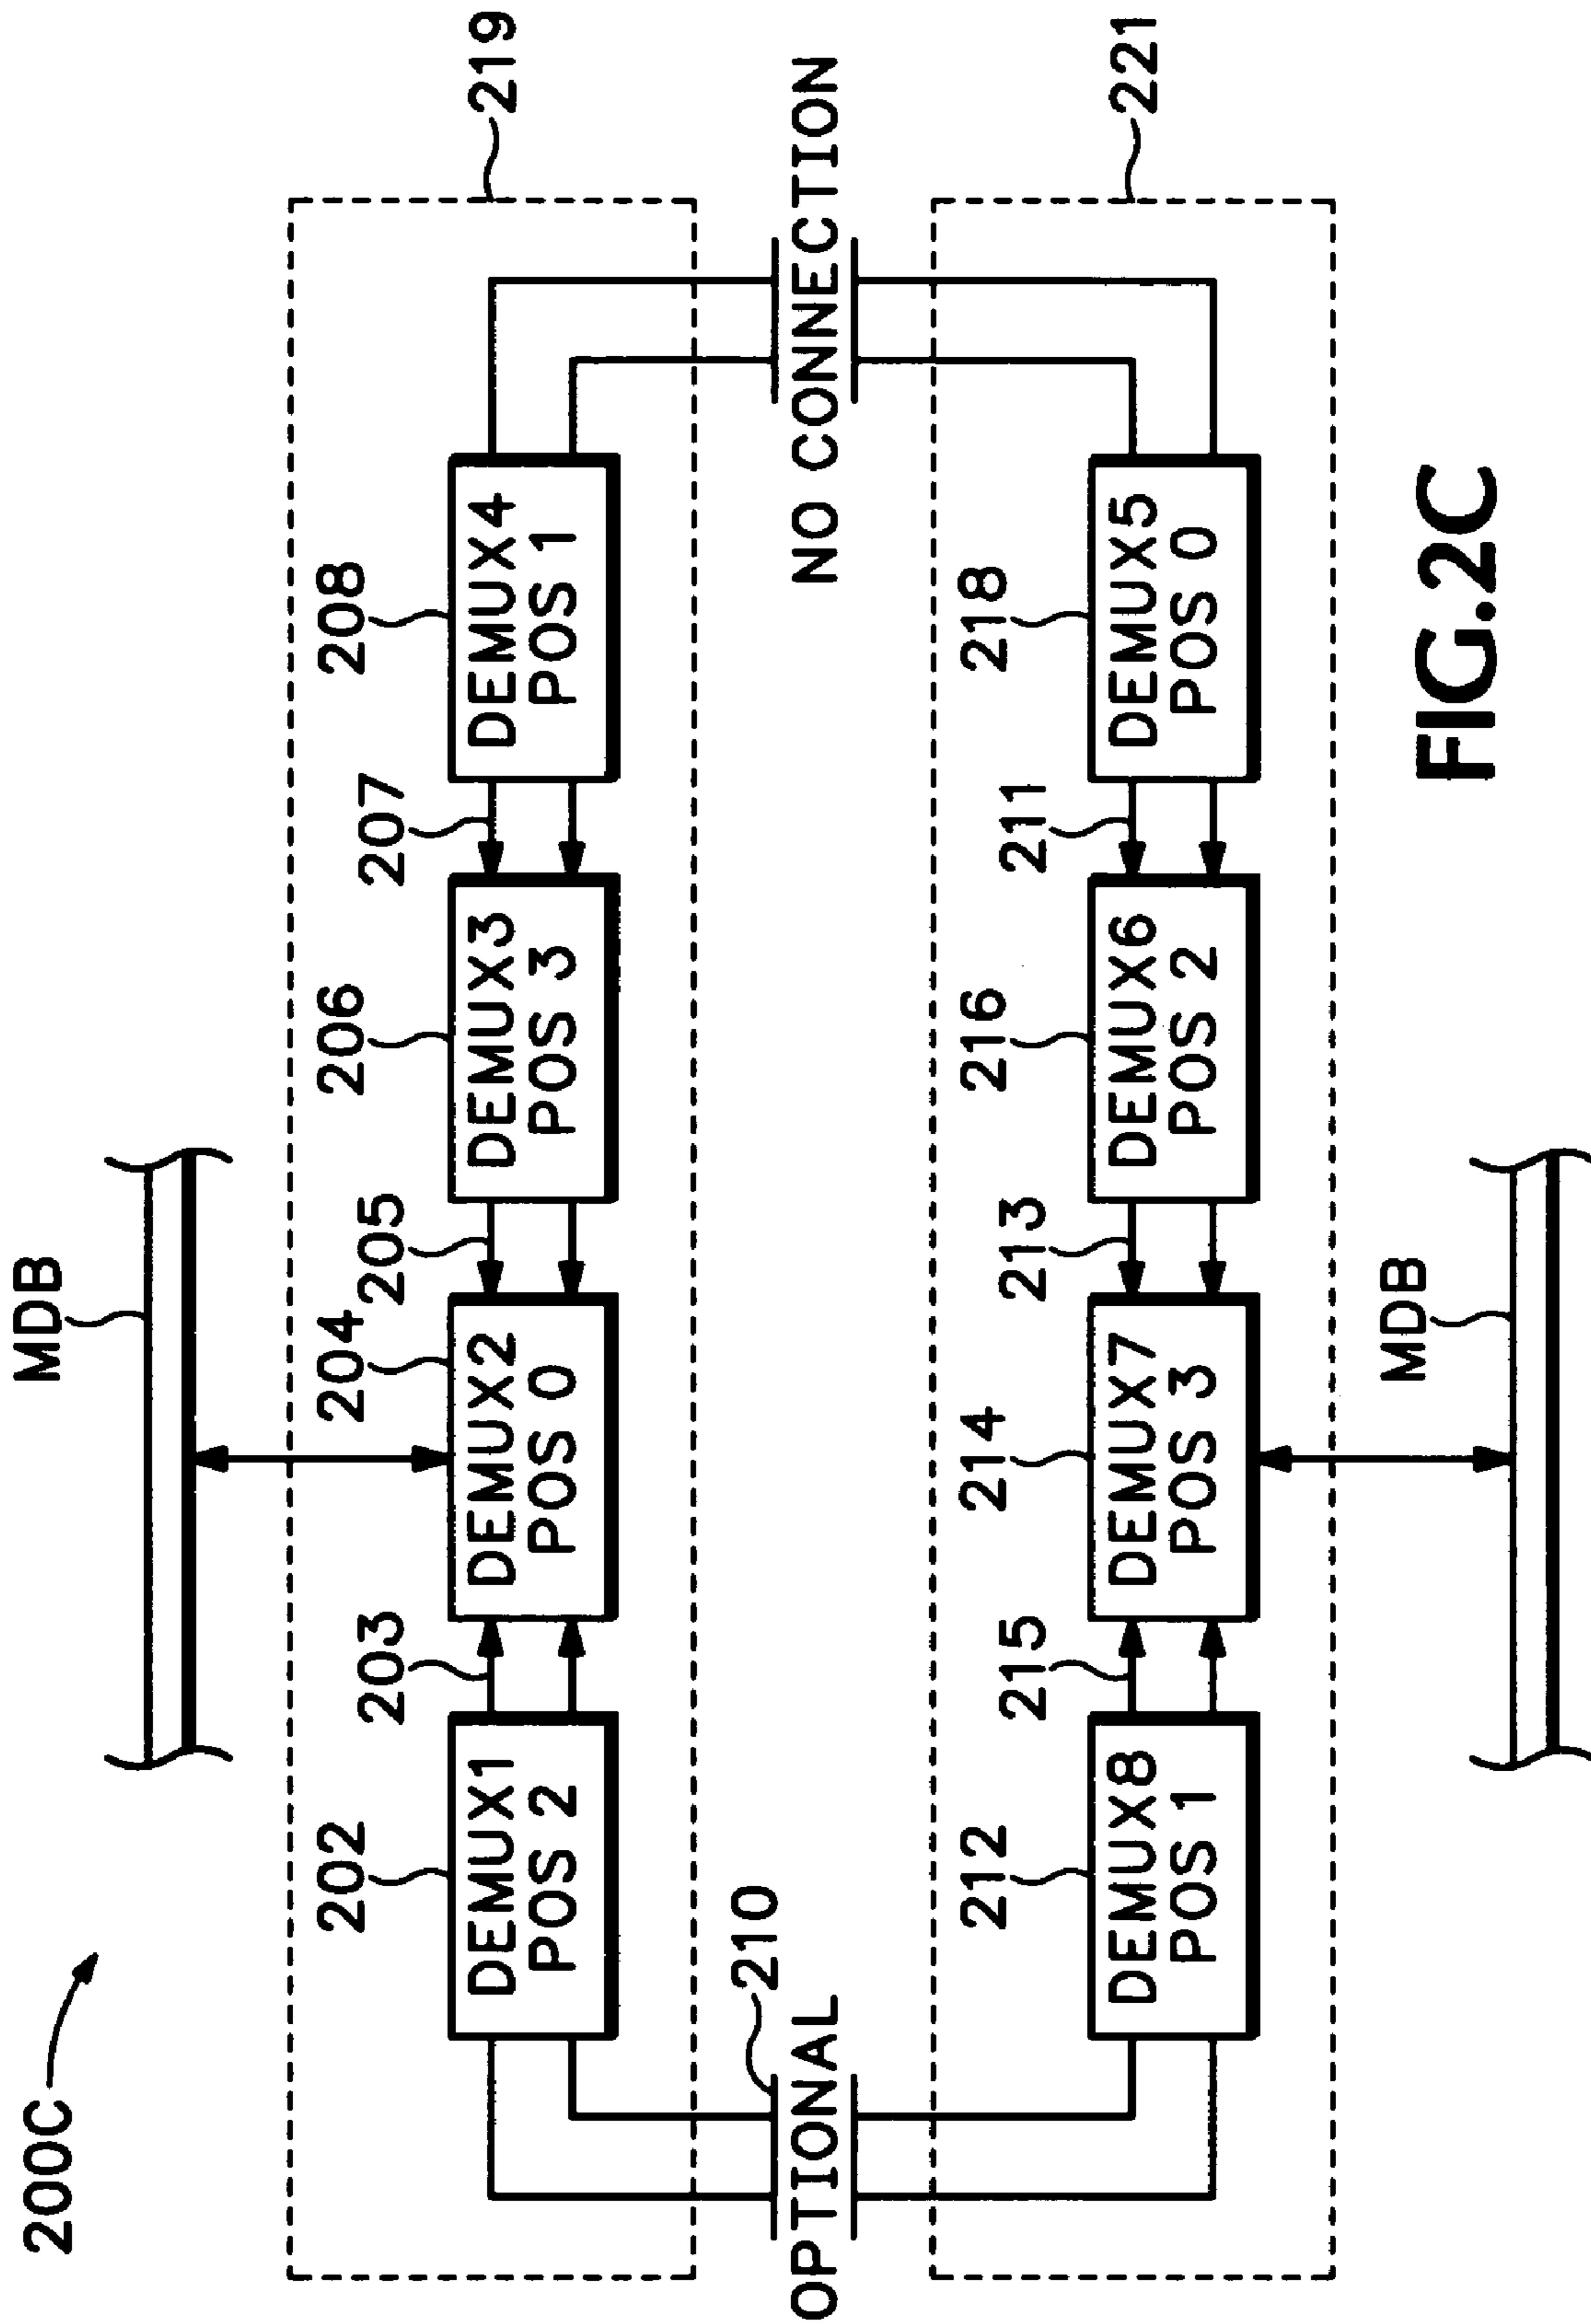 200C
MDB
219
202
203
204
205
206
207
208
DEMUX1
POS 2
DEMUX2
POS 0
DEMUX3
POS 3
DEMUX4
POS 1
210
OPTIONAL
NO CONNECTION
212
215
214
213
216
211
218
221
DEMUX8
POS 1
DEMUX7
POS 3
DEMUX6
POS 2
DEMUX5
POS 0
MDB
FIG.2C